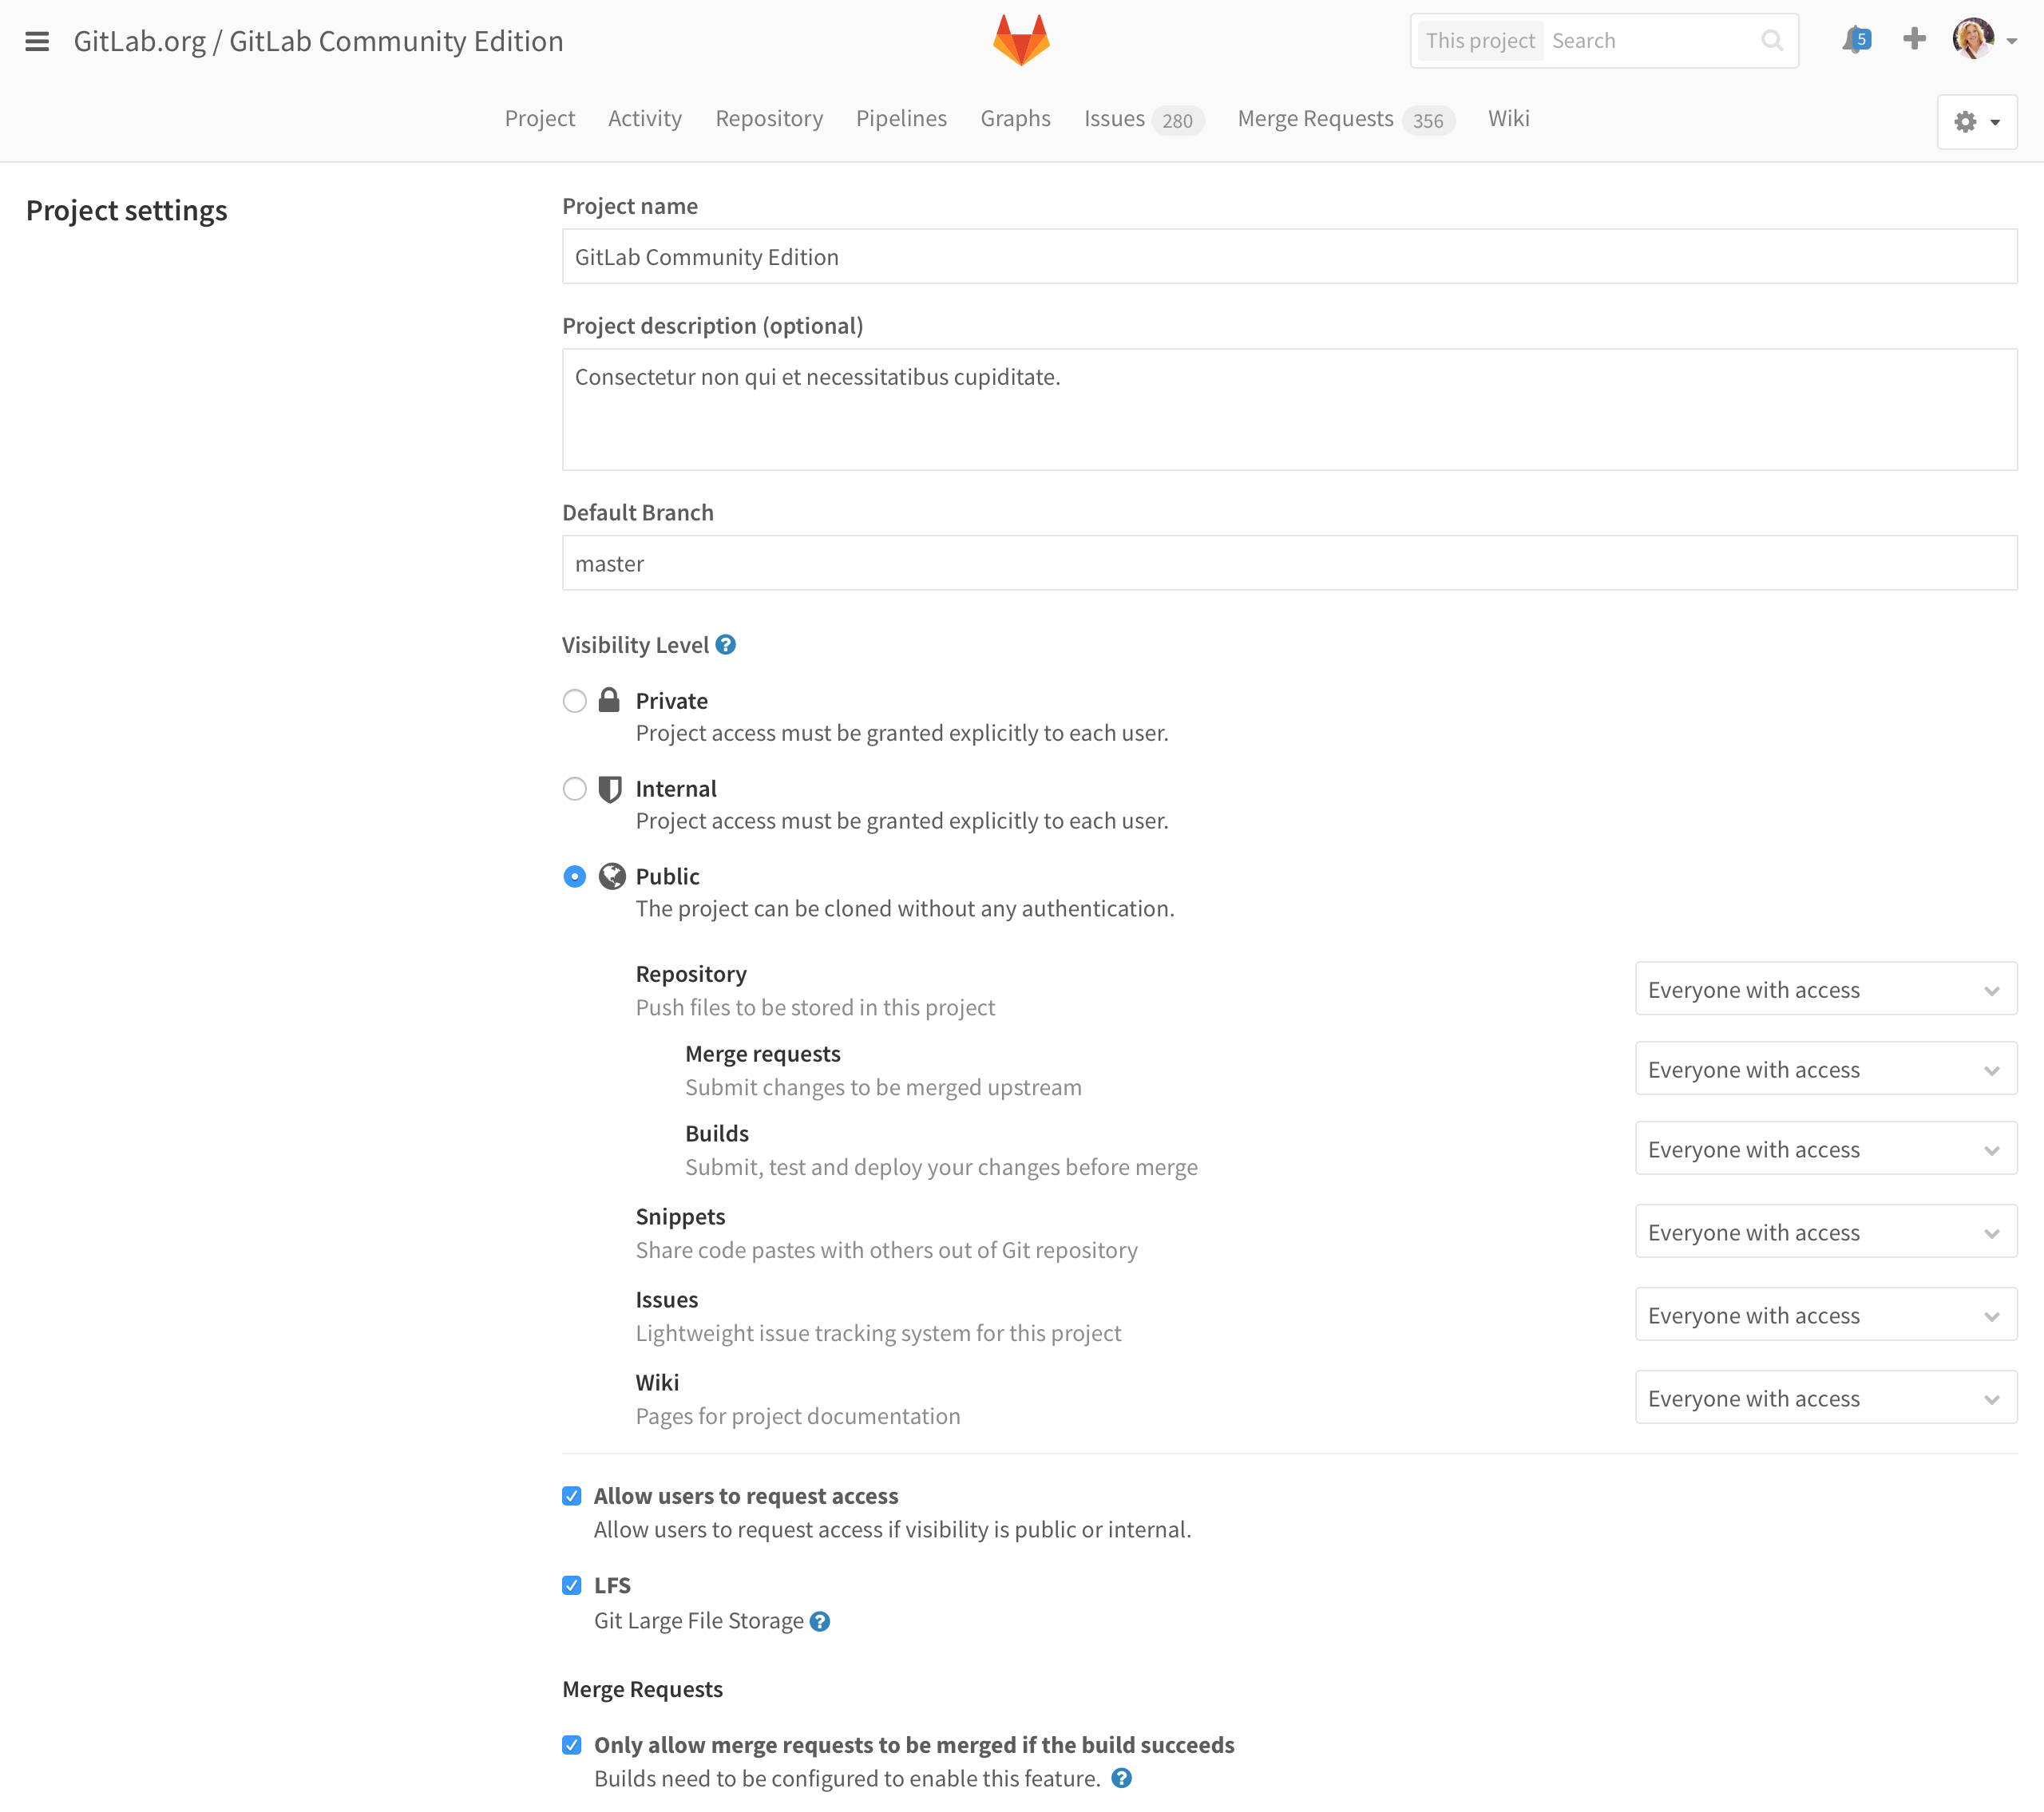 GitLab.org / GitLab Community Edition
This project Search
5
Project Activity Repository Pipelines Graphs Issues 280 Merge Requests 356 Wiki
Project settings
Project name
GitLab Community Edition
Project description (optional)
Consectetur non qui et necessitatibus cupiditate.
Default Branch
master
Visibility Level ?
Private
Project access must be granted explicitly to each user.
Internal
Project access must be granted explicitly to each user.
Public
The project can be cloned without any authentication.
Repository
Push files to be stored in this project
Everyone with access
Merge requests
Submit changes to be merged upstream
Everyone with access
Builds
Submit, test and deploy your changes before merge
Everyone with access
Snippets
Share code pastes with others out of Git repository
Everyone with access
Issues
Lightweight issue tracking system for this project
Everyone with access
Wiki
Pages for project documentation
Everyone with access
Allow users to request access
Allow users to request access if visibility is public or internal.
LFS
Git Large File Storage ?
Merge Requests
Only allow merge requests to be merged if the build succeeds
Builds need to be configured to enable this feature. ?